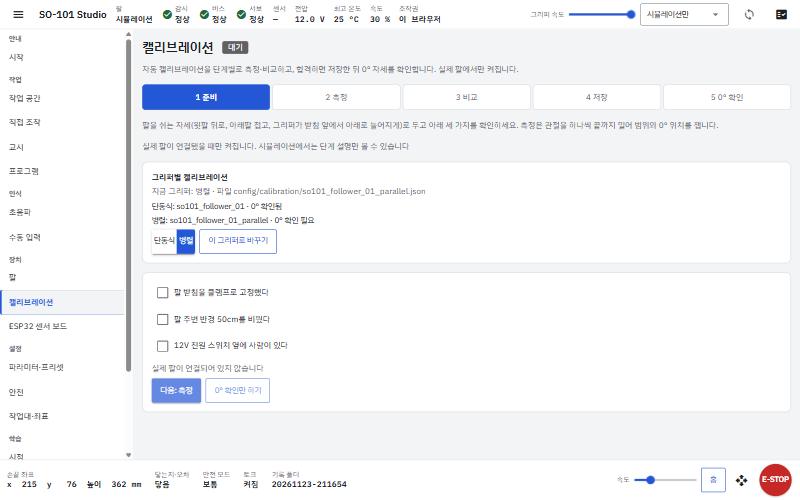 SO-101 Studio
팔
시뮬레이션
감시
정상
버스
정상
서보
정상
센서
—
전압
12.0 V
최고 온도
25 °C
속도
30 %
조작권
이 브라우저
그리퍼 속도
시뮬레이션만
안내
시작
작업
작업 공간
직접 조작
교시
프로그램
인식
초음파
수동 입력
장치
팔
캘리브레이션
ESP32 센서 보드
설정
파라미터·프리셋
안전
작업대·좌표
학습
시작
캘리브레이션
대기
자동 캘리브레이션을 단계별로 측정·비교하고, 합격하면 저장한 뒤 0° 자세를 확인합니다. 실제 팔에서만 켜집니다.
1 준비
2 측정
3 비교
4 저장
5 0° 확인
팔을 쉬는 자세(윗팔 뒤로, 아래팔 접고, 그리퍼가 받침 앞에서 아래로 늘어지게)로 두고 아래 세 가지를 확인하세요. 측정은 관절을 하나씩 끝까지 밀어 범위와 0° 위치를 잽니다.
실제 팔이 연결됐을 때만 켜집니다. 시뮬레이션에서는 단계 설명만 볼 수 있습니다
그리퍼별 캘리브레이션
지금 그리퍼: 병렬 · 파일 config/calibration/so101_follower_01_parallel.json
단동식: so101_follower_01 · 0° 확인됨
병렬: so101_follower_01_parallel · 0° 확인 필요
단동식
병렬
이 그리퍼로 바꾸기
팔 받침을 클램프로 고정했다
팔 주변 반경 50cm를 비웠다
12V 전원 스위치 옆에 사람이 있다
실제 팔이 연결되어 있지 않습니다
다음: 측정
0° 확인만 하기
손끝 좌표
x 215 y 76 높이 362 mm
닿는지·오차
닿음
안전 모드
보통
토크
켜짐
기록 폴더
20261123-211654
속도
홈
E-STOP